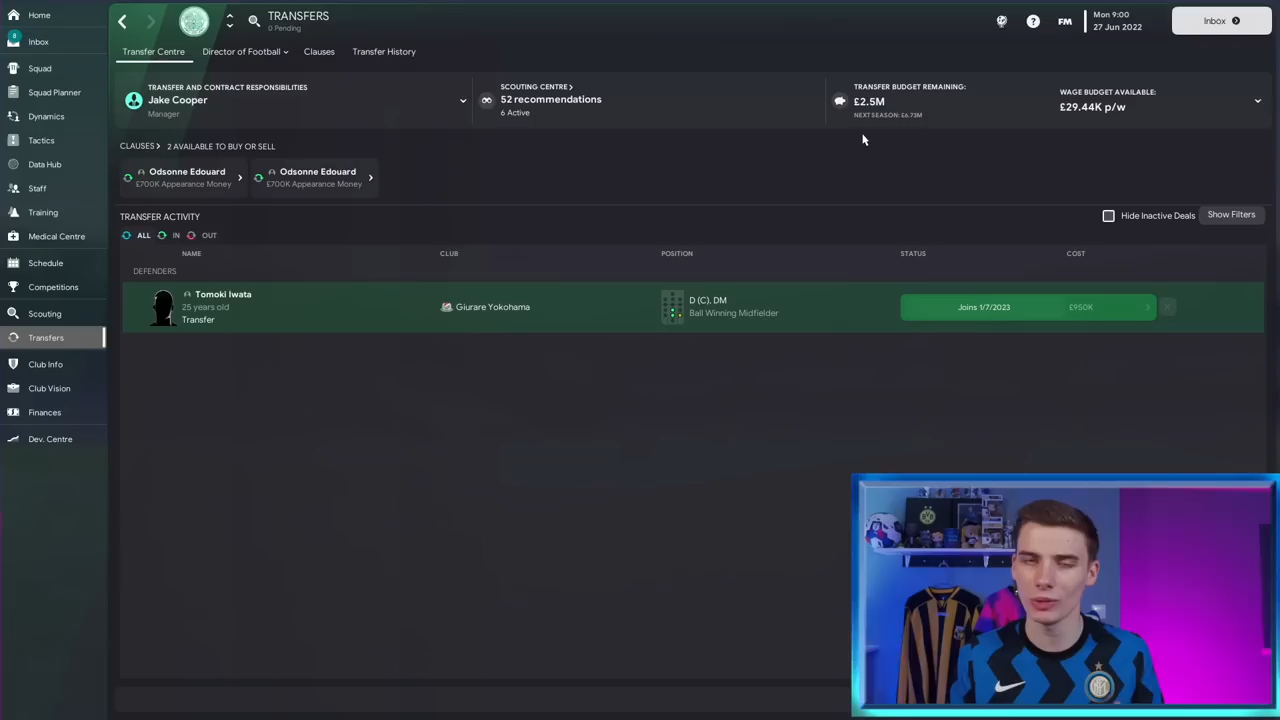 Home
Inbox
8
Squad
Squad Planner
Dynamics
Tactics
Data Hub
Staff
Training
Medical Centre
Schedule
Competitions
Scouting
Transfers
Club Info
Club Vision
Finances
Dev. Centre
TRANSFERS
0 Pending
FM
Mon 9:00
27 Jun 2022
Inbox
Transfer Centre
Director of Football
Clauses
Transfer History
TRANSFER AND CONTRACT RESPONSIBILITIES
Jake Cooper
Manager
SCOUTING CENTRE
52 recommendations
6 Active
TRANSFER BUDGET REMAINING:
£2.5M
NEXT SEASON: £6.73M
WAGE BUDGET AVAILABLE:
£29.44K p/w
CLAUSES 2 AVAILABLE TO BUY OR SELL
Odsonne Edouard
£700K Appearance Money
Odsonne Edouard
£700K Appearance Money
TRANSFER ACTIVITY
Hide Inactive Deals
Show Filters
ALL IN OUT
NAME CLUB POSITION STATUS COST
DEFENDERS
Tomoki Iwata
25 years old
Transfer
Giurare Yokohama
D (C), DM
Ball Winning Midfielder
Joins 1/7/2023 £950K